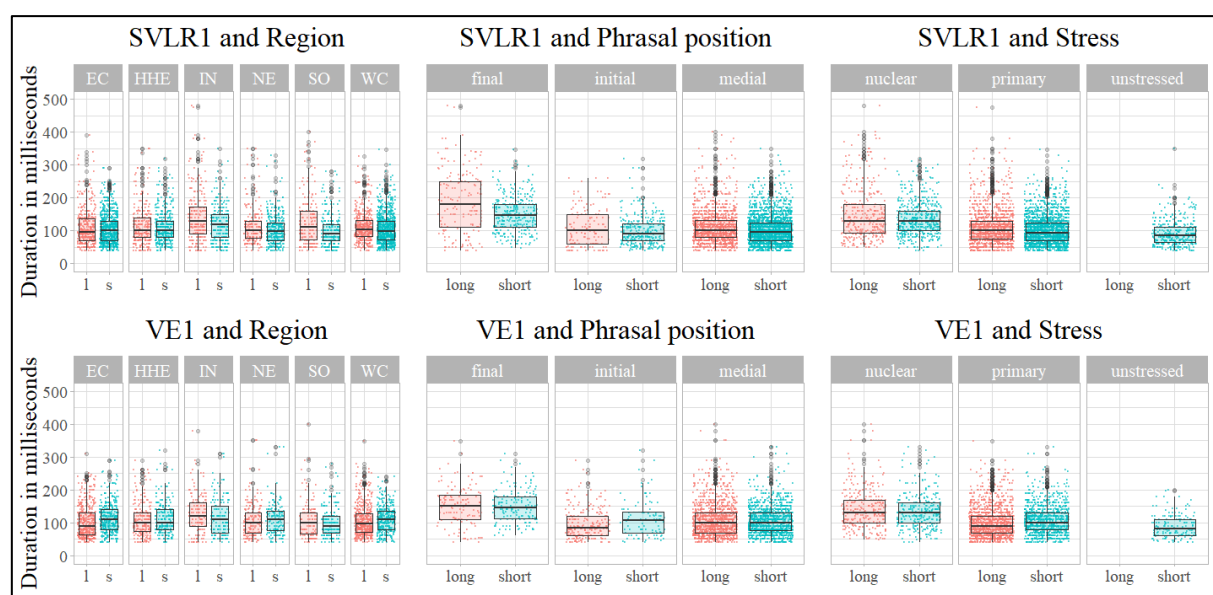 SVLR1 and Region
SVLR1 and Phrasal position
SVLR1 and Stress
Duration in milliseconds
EC HHE IN NE SO WC
final initial medial
nuclear primary unstressed
500
400
300
200
100
0
l s l s l s l s l s l s
long short long short long short
long short long short long short
VE1 and Region
VE1 and Phrasal position
VE1 and Stress
Duration in milliseconds
EC HHE IN NE SO WC
final initial medial
nuclear primary unstressed
500
400
300
200
100
0
l s l s l s l s l s l s
long short long short long short
long short long short long short